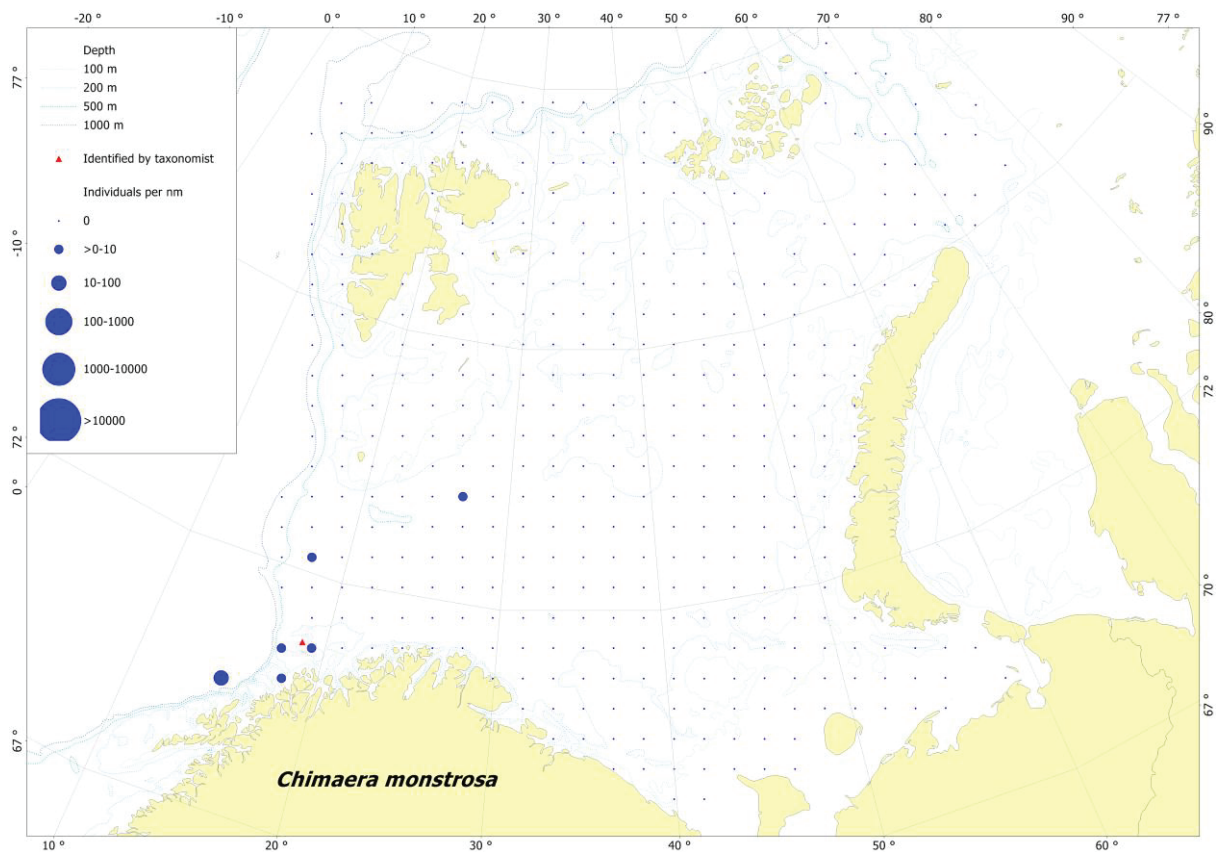 -20 ° -10 ° 0 ° 10 ° 20 ° 30 ° 40 ° 50 ° 60 ° 70 ° 80 ° 90 ° 77 °
Depth
100 m
200 m
500 m
1000 m
Identified by taxonomist
Individuals per nm
0
>0-10
10-100
100-1000
1000-10000
>10000
77 °
-10 °
72
0 °
67
90 °
80 °
72 °
70 °
67 °
Chimaera monstrosa
10 ° 20 ° 30 ° 40 ° 50 ° 60 °